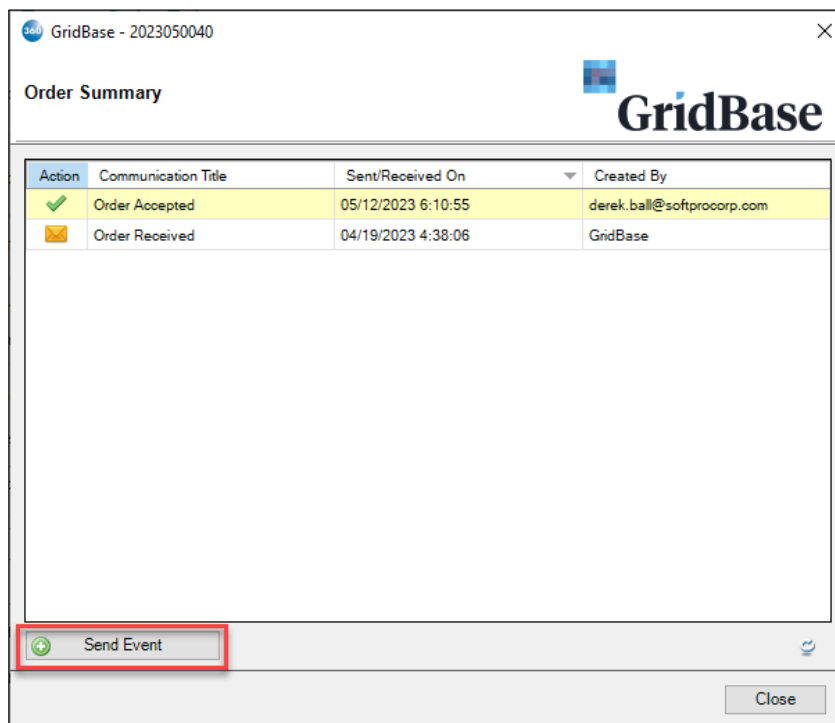 360 GridBase - 2023050040
Order Summary
GridBase
Action Communication Title Sent/Received On Created By
Order Accepted 05/12/2023 6:10:55 derek.ball@softprocorp.com
Order Received 04/19/2023 4:38:06 GridBase
Send Event
Close